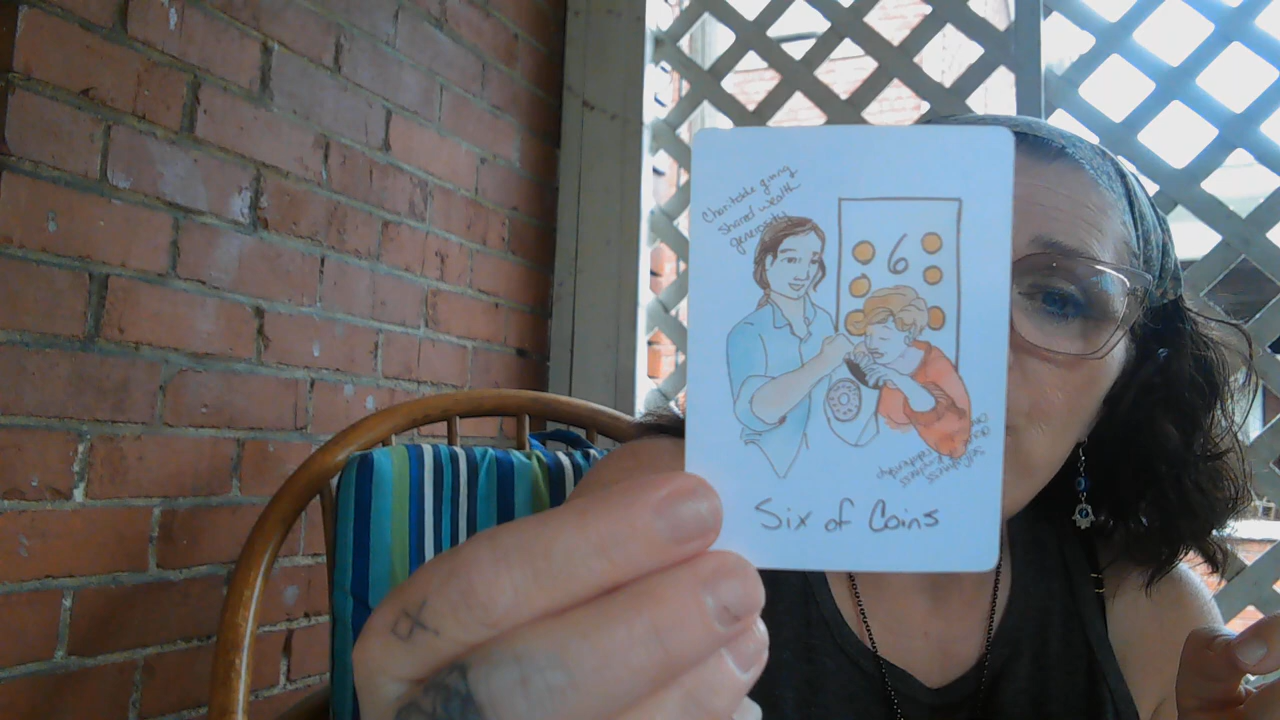 Charitable giving
shared wealth
generosity
6
Six of Coins